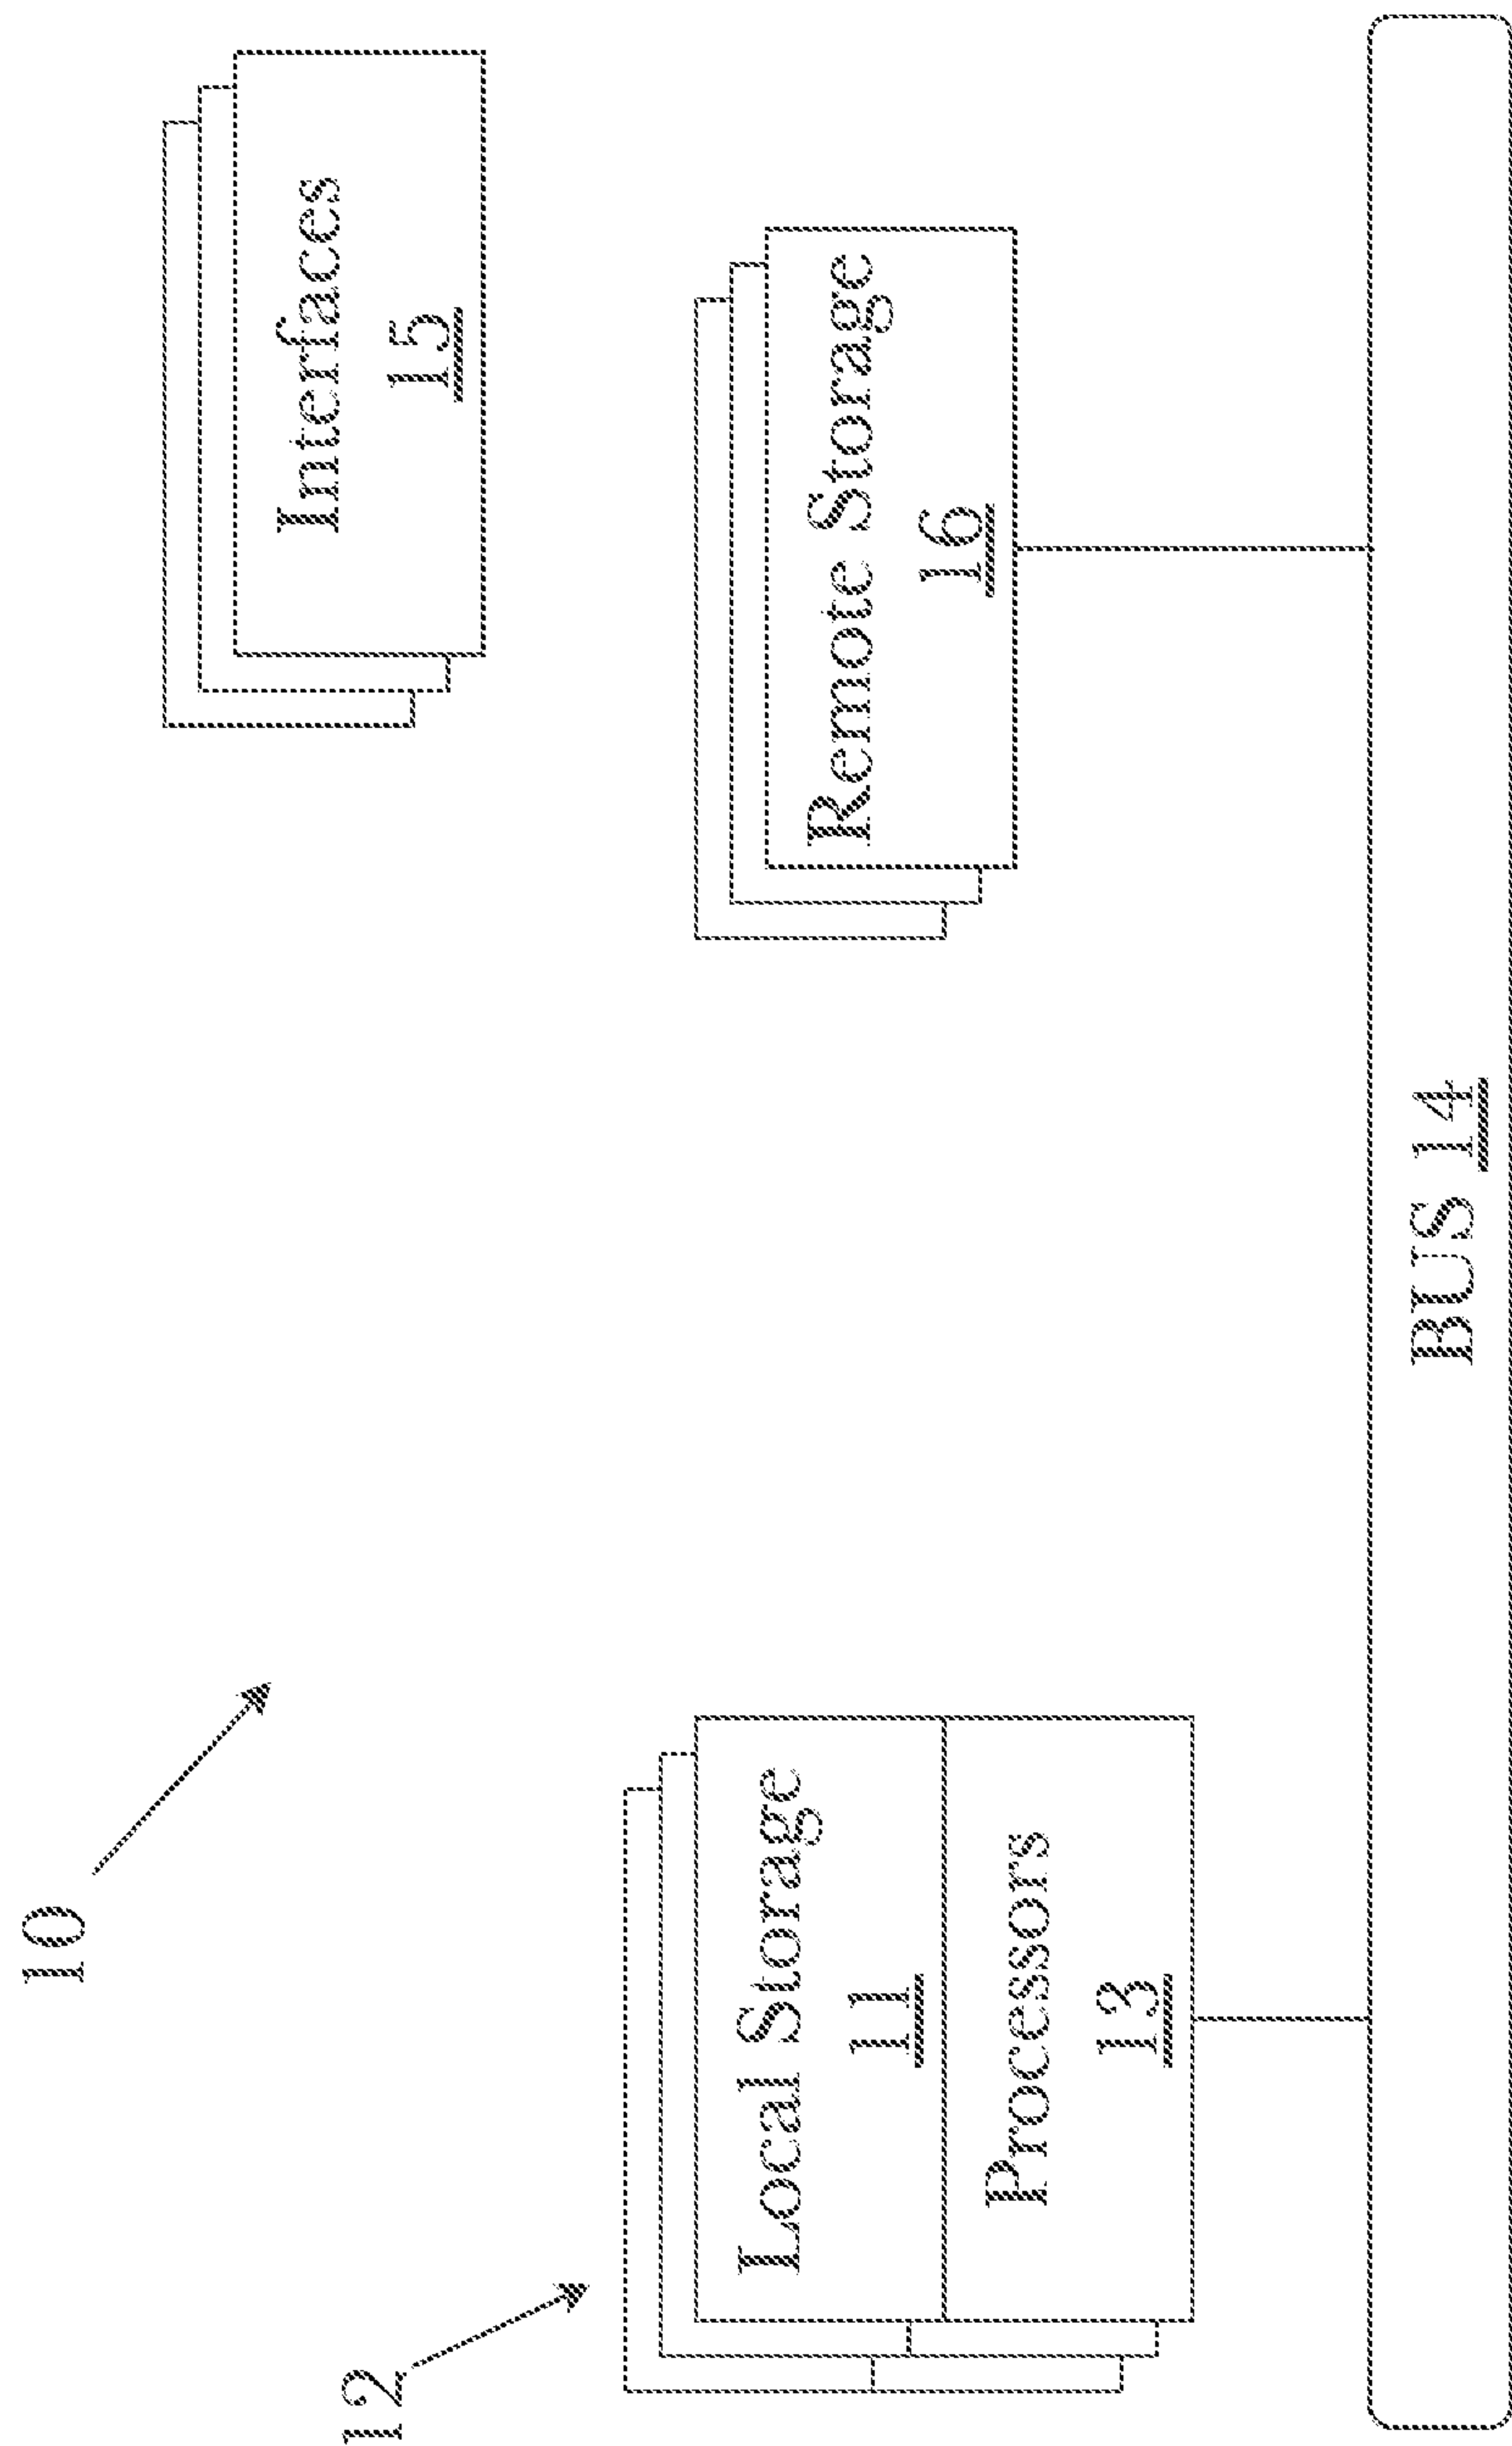 10
12
Interfaces
15
Local Storage
11
Remote Storage
16
Processors
13
BUS 14